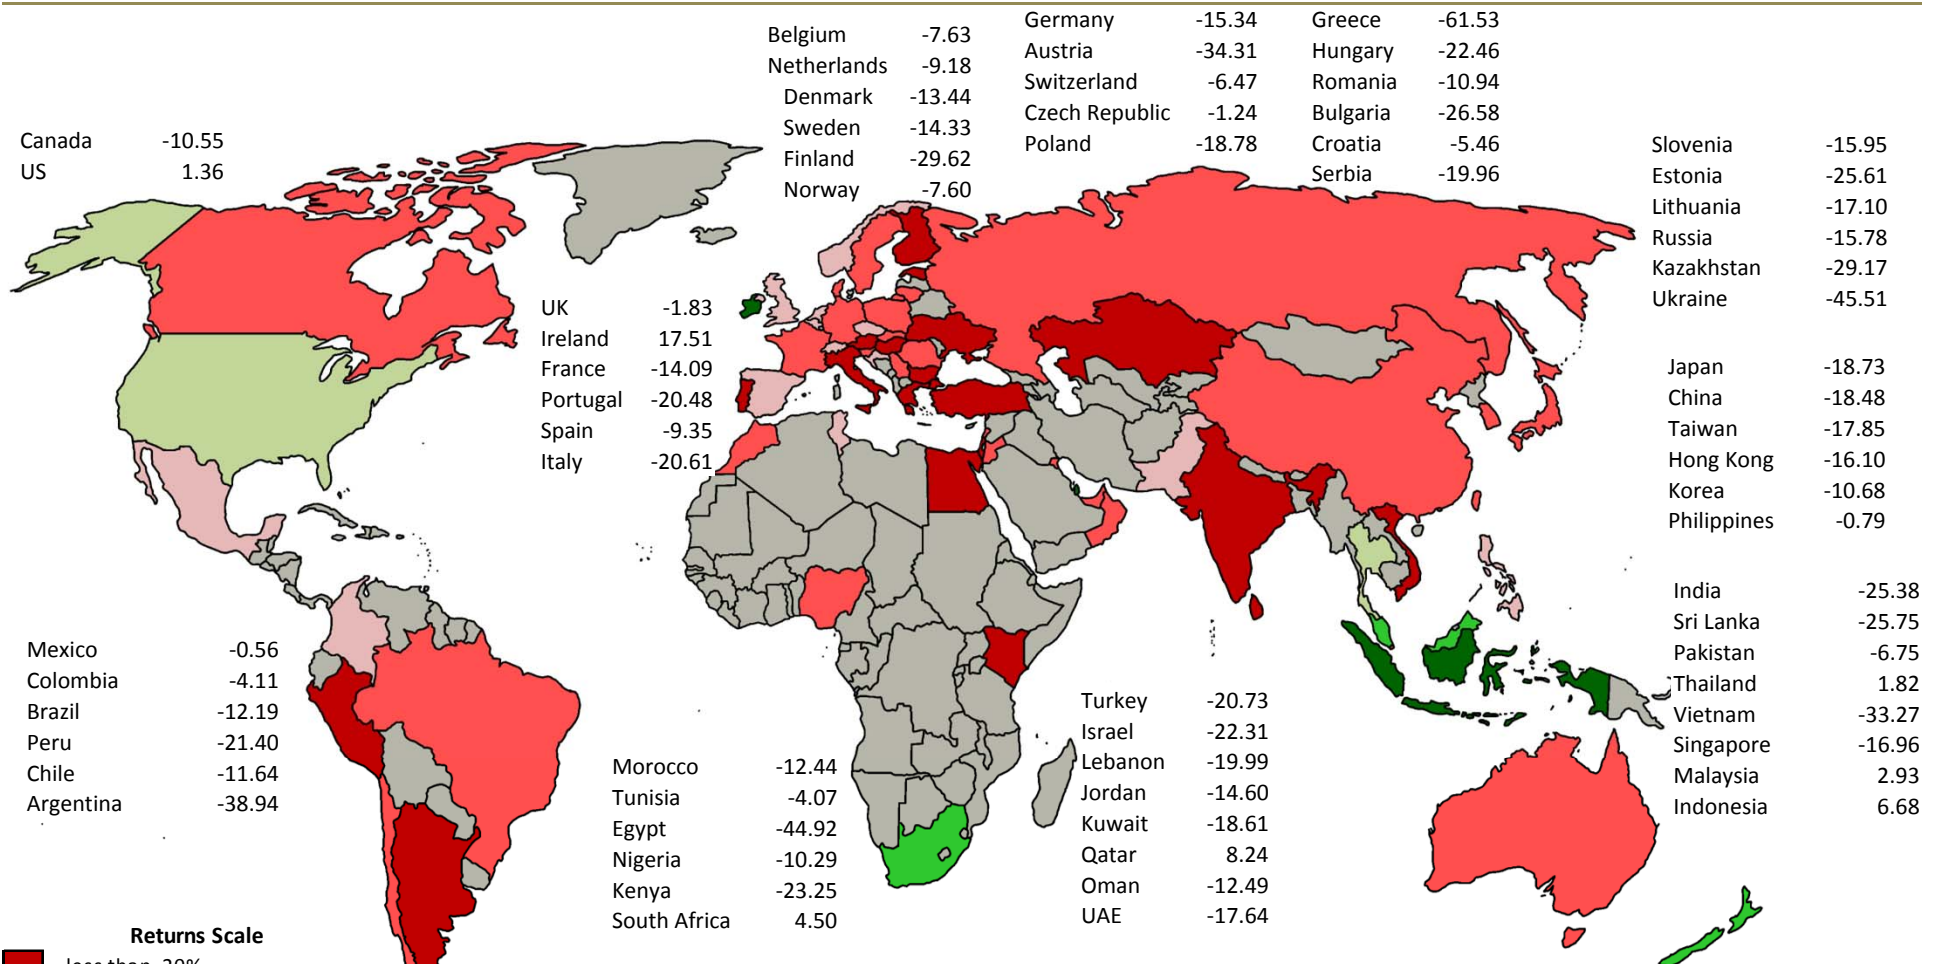 Canada -10.55
US 1.36
Belgium -7.63
Netherlands -9.18
Denmark -13.44
Sweden -14.33
Finland -29.62
Norway -7.60
Germany -15.34
Austria -34.31
Switzerland -6.47
Czech Republic -1.24
Poland -18.78
Greece -61.53
Hungary -22.46
Romania -10.94
Bulgaria -26.58
Croatia -5.46
Serbia -19.96
Slovenia -15.95
Estonia -25.61
Lithuania -17.10
Russia -15.78
Kazakhstan -29.17
Ukraine -45.51
UK -1.83
Ireland 17.51
France -14.09
Portugal -20.48
Spain -9.35
Italy -20.61
Japan -18.73
China -18.48
Taiwan -17.85
Hong Kong -16.10
Korea -10.68
Philippines -0.79
India -25.38
Sri Lanka -25.75
Pakistan -6.75
Thailand 1.82
Vietnam -33.27
Singapore -16.96
Malaysia 2.93
Indonesia 6.68
Mexico -0.56
Colombia -4.11
Brazil -12.19
Peru -21.40
Chile -11.64
Argentina -38.94
Morocco -12.44
Tunisia -4.07
Egypt -44.92
Nigeria -10.29
Kenya -23.25
South Africa 4.50
Turkey -20.73
Israel -22.31
Lebanon -19.99
Jordan -14.60
Kuwait -18.61
Qatar 8.24
Oman -12.49
UAE -17.64
Returns Scale
less than -20%